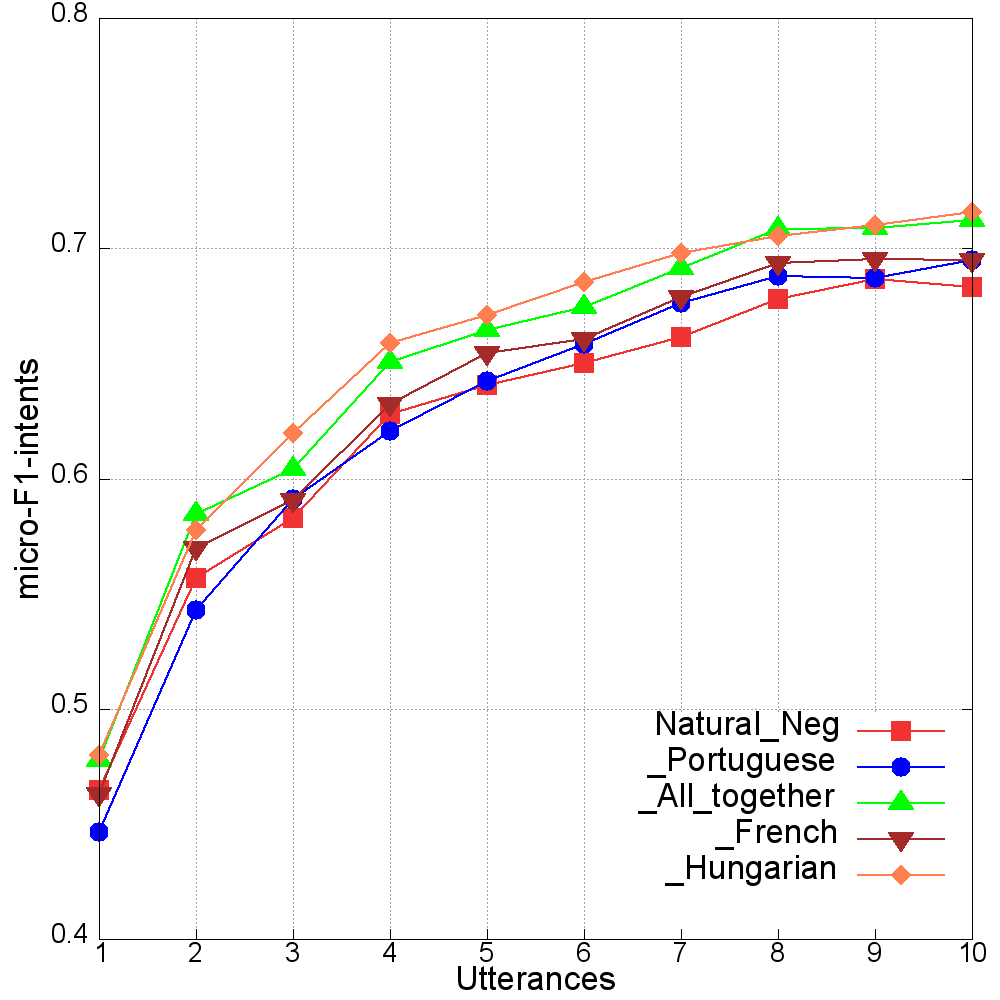 0.8
0.7
0.6
0.5
0.4
micro-F1-intents
1 2 3 4 5 6 7 8 9 10
Utterances
Natural_Neg
_Portuguese
_All_together
_French
_Hungarian